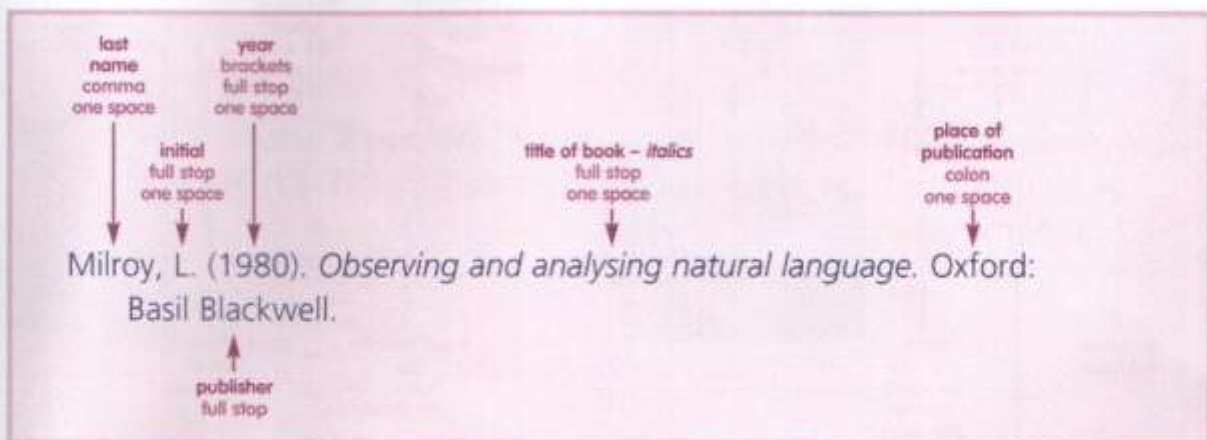 last
name
comma
one space
year
brackets
full stop
one space
initial
full stop
one space
title of book – italics
full stop
one space
place of
publication
colon
one space
Milroy, L. (1980). Observing and analysing natural language. Oxford:
Basil Blackwell.
publisher
full stop